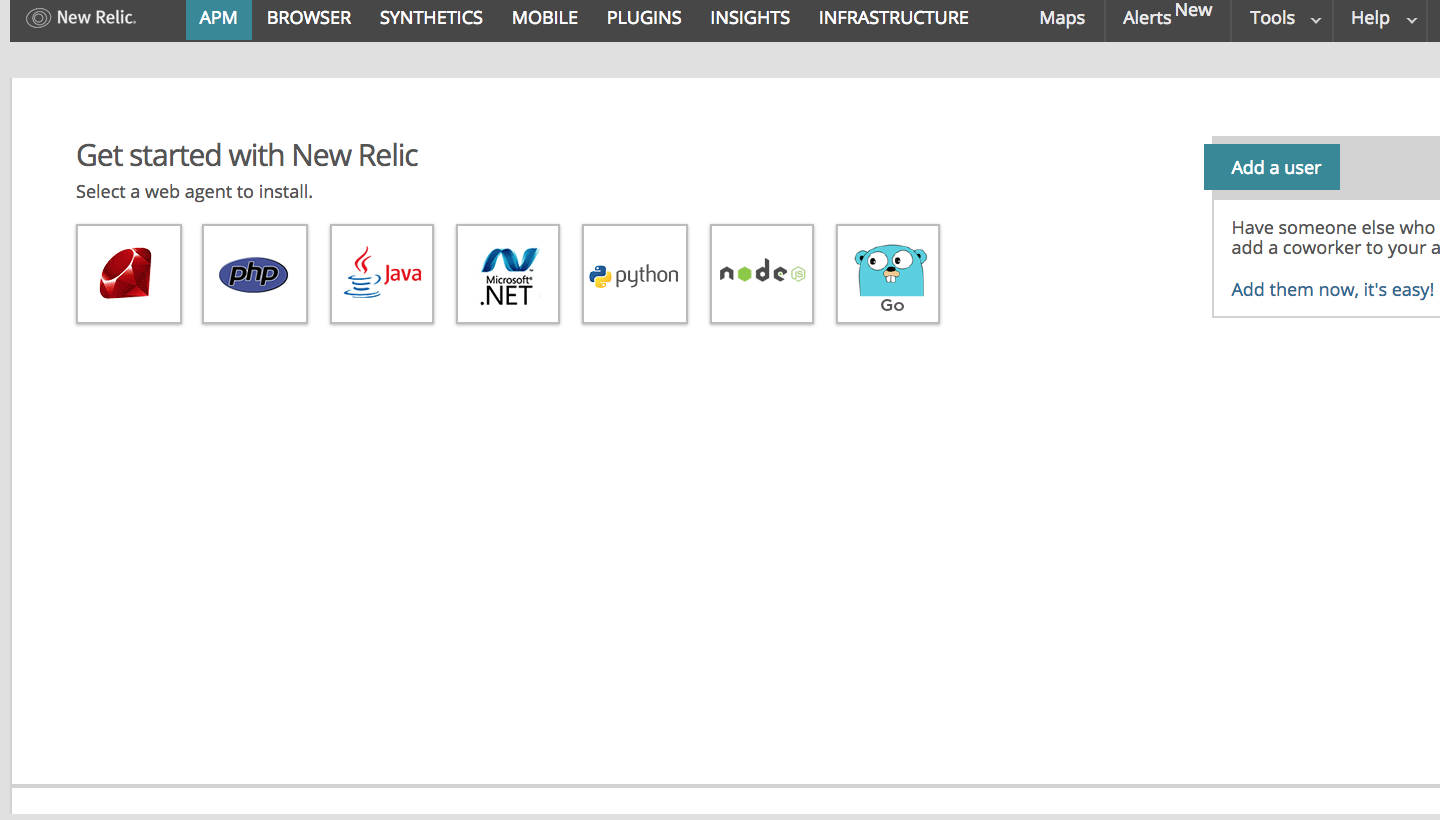 New Relic.
APM BROWSER SYNTHETICS MOBILE PLUGINS INSIGHTS INFRASTRUCTURE Maps Alerts New Tools Help
Get started with New Relic
Select a web agent to install.
php
Java
Microsoft®
.NET
python
node
JS
Go
Add a user
Have someone else who
add a coworker to your a
Add them now, it's easy!